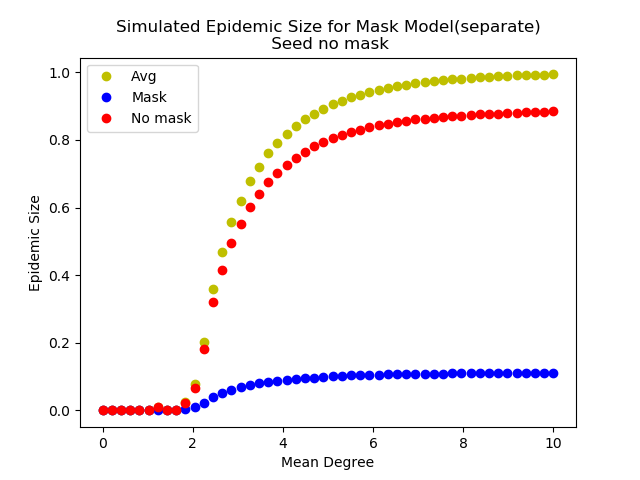 Simulated Epidemic Size for Mask Model(separate)
Seed no mask
Avg
Mask
No mask
Epidemic Size
1.0
0.8
0.6
0.4
0.2
0.0
0
2
4
6
8
10
Mean Degree